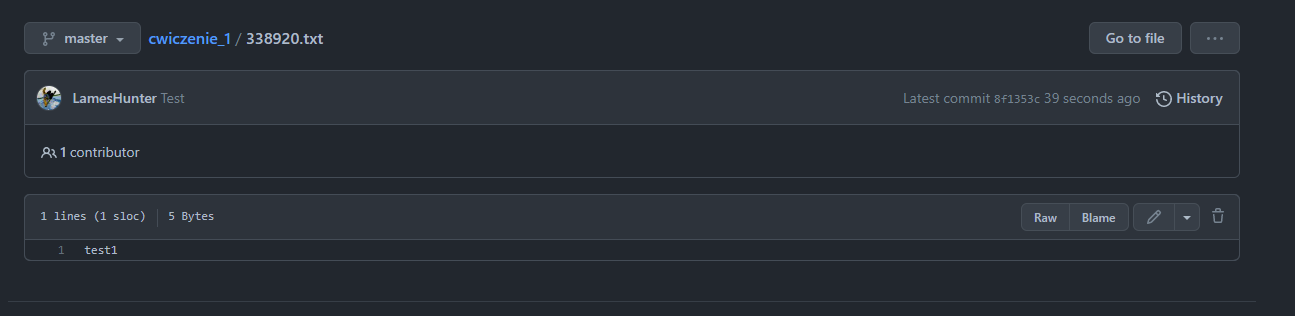 master cwiczenie_1 / 338920.txt Go to file ...
LamesHunter Test Latest commit 8f1353c 39 seconds ago History
1 contributor
1 lines (1 sloc) 5 Bytes Raw Blame
1 test1